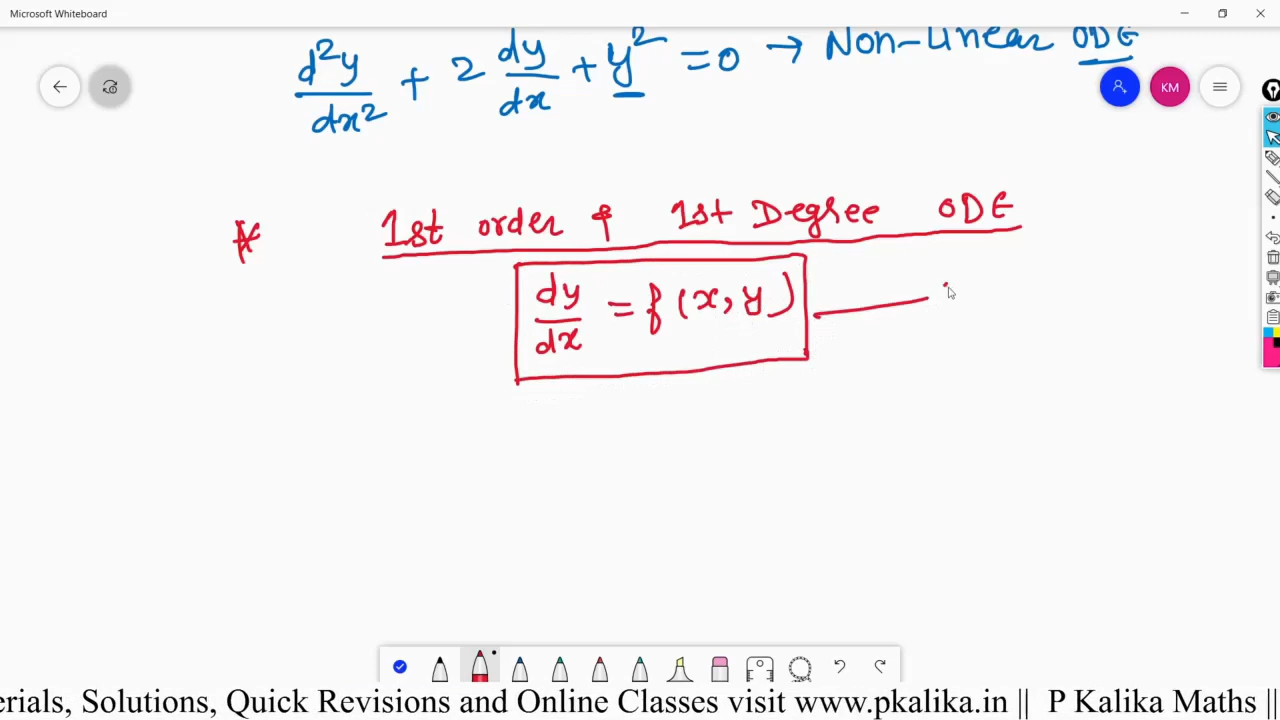 Microsoft Whiteboard
d²y/dx² + 2 dy/dx + y² = 0 → Non-Linear ODE
KM
* 1st order & 1st Degree ODE
dy/dx = f(x, y)
erials, Solutions, Quick Revisions and Online Classes visit www.pkalika.in || P Kalika Maths ||